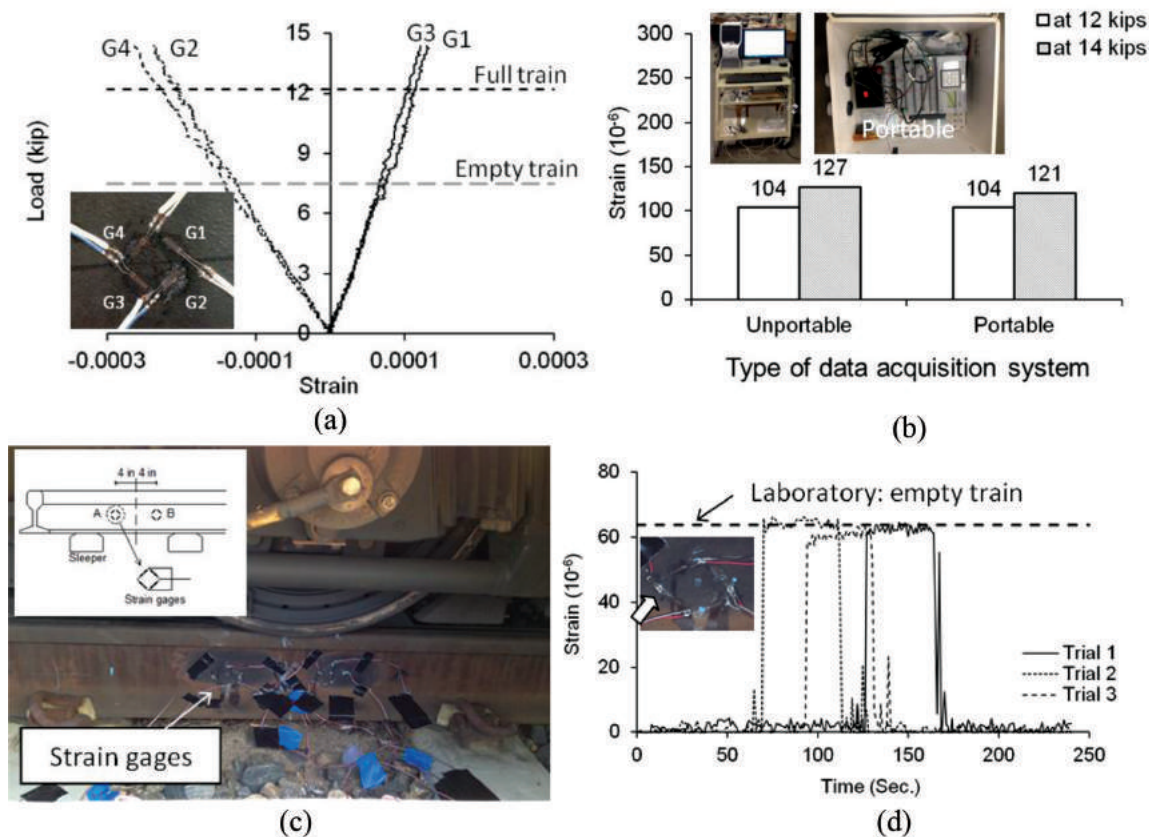 G4
G2
G3
G1
15
12
9
6
3
0
Load (kip)
Full train
Empty train
G4
G1
G3
G2
-0.0003
-0.0001
0.0001
0.0003
Strain
(a)
at 12 kips
at 14 kips
300
250
200
150
100
50
0
Strain (10-6)
Portable
104
127
104
121
Unportable
Portable
Type of data acquisition system
(b)
4 in 4 in
A
B
Sleeper
Strain gages
Strain gages
(c)
80
60
40
20
0
Strain (10-6)
Laboratory: empty train
Trial 1
Trial 2
Trial 3
0
50
100
150
200
250
Time (Sec.)
(d)